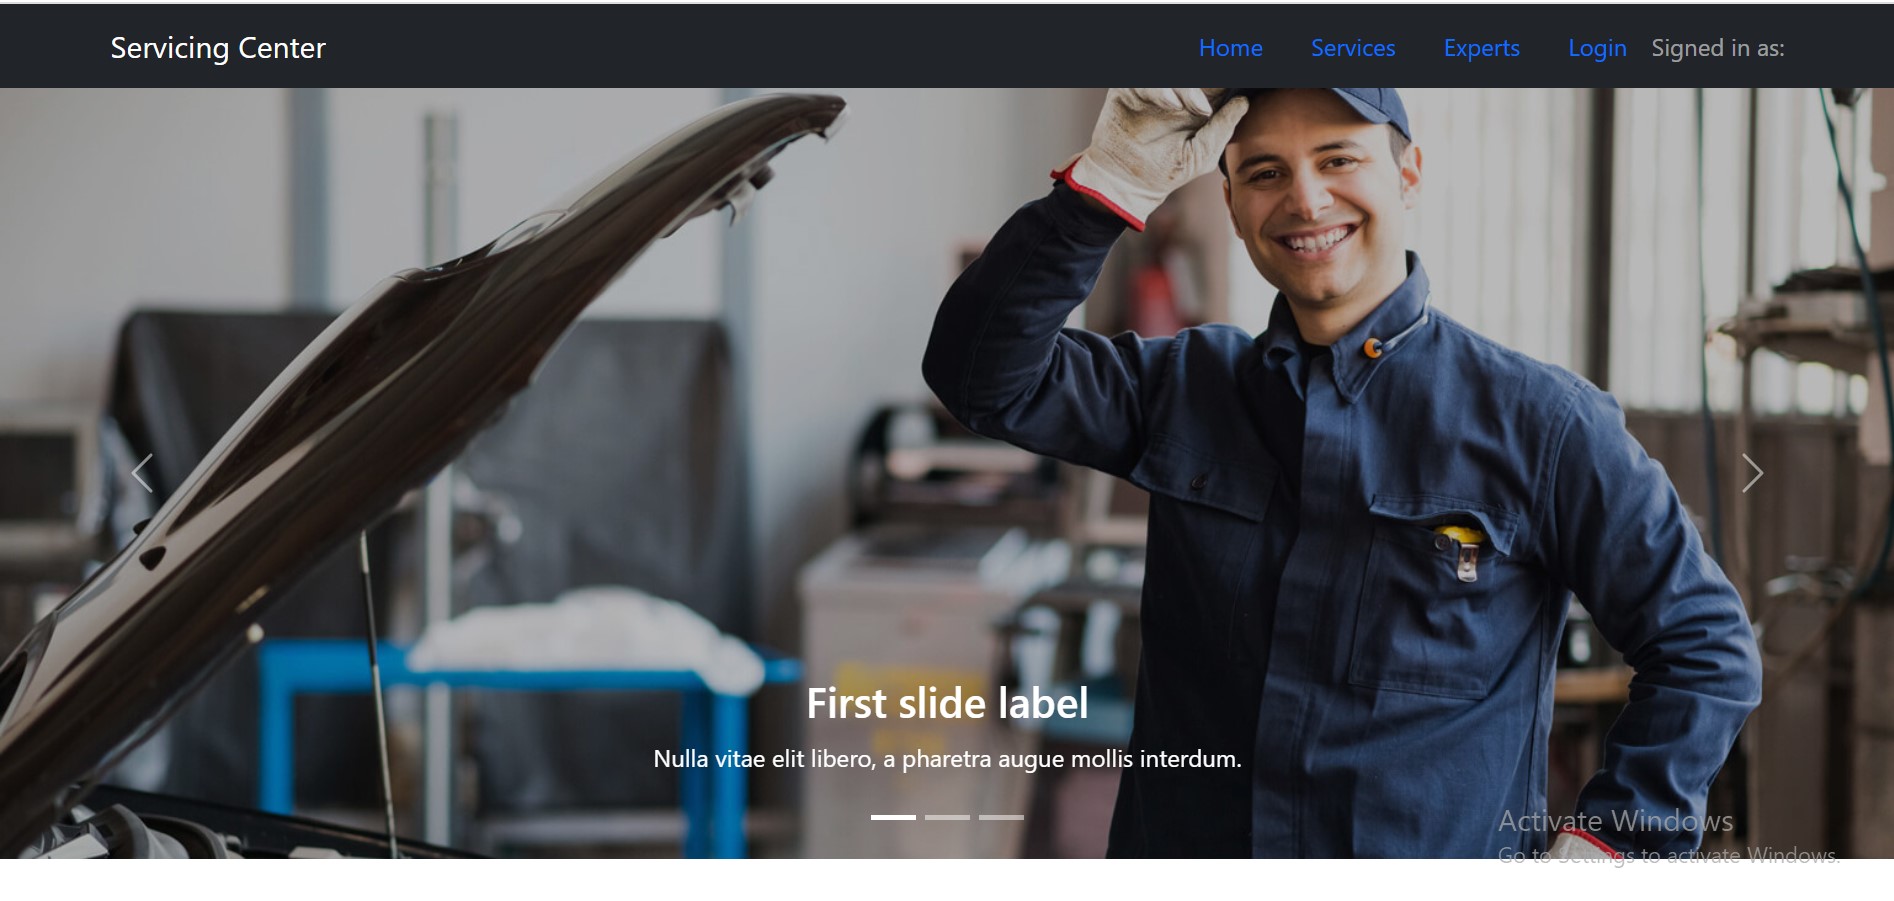 Servicing Center
Home Services Experts Login Signed in as:
First slide label
Nulla vitae elit libero, a pharetra augue mollis interdum.
Activate Windows
Go to Settings to activate Windows.